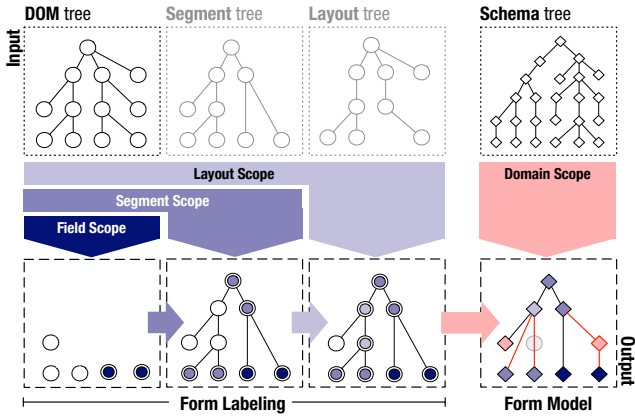 DOM tree
Segment tree
Layout tree
Schema tree
Input
Layout Scope
Domain Scope
Segment Scope
Field Scope
Output
Form Labeling
Form Model